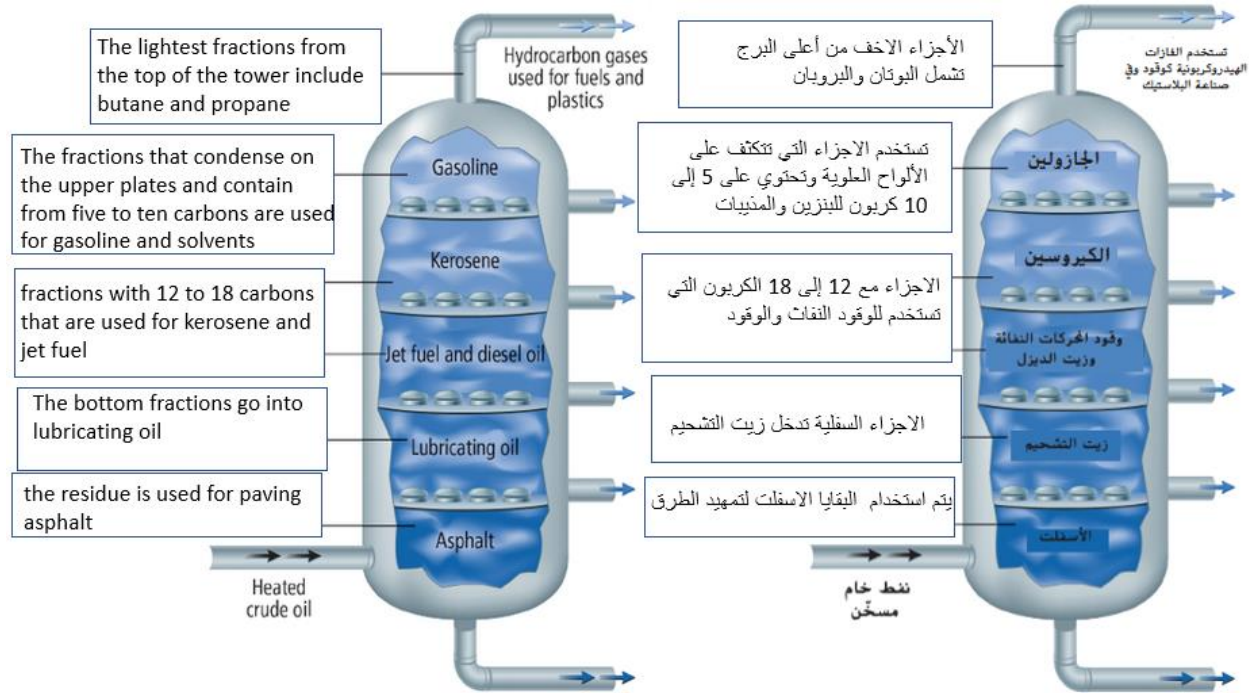 The lightest fractions from
the top of the tower include
butane and propane
Hydrocarbon gases
used for fuels and
plastics
The fractions that condense on
the upper plates and contain
from five to ten carbons are used
for gasoline and solvents
Gasoline
Kerosene
fractions with 12 to 18 carbons
that are used for kerosene and
jet fuel
Jet fuel and diesel oil
The bottom fractions go into
lubricating oil
Lubricating oil
the residue is used for paving
asphalt
Asphalt
Heated
crude oil
الأجزاء الاخف من أعلى البرج
تشمل البوتان والبروبان
تستخدم الغازات
الهيدروكربونية كوقود وفي
صناعة البلاستيك
تستخدم الاجزاء التي تتكثف على
الألواح العلوية وتحتوي على 5 إلى
10 كربون للبنزين والمذيبات
الجازولين
الكيروسين
الاجزاء مع 12 إلى 18 الكربون التي
تستخدم للوقود النفاث والوقود
وقود المحركات النفاثة
وزيت الديزل
الاجزاء السفلية تدخل زيت التشحيم
زيت التشحيم
يتم استخدام البقايا الاسفلت لتمهيد الطرق
الأسفلت
نفط خام
مسخّن